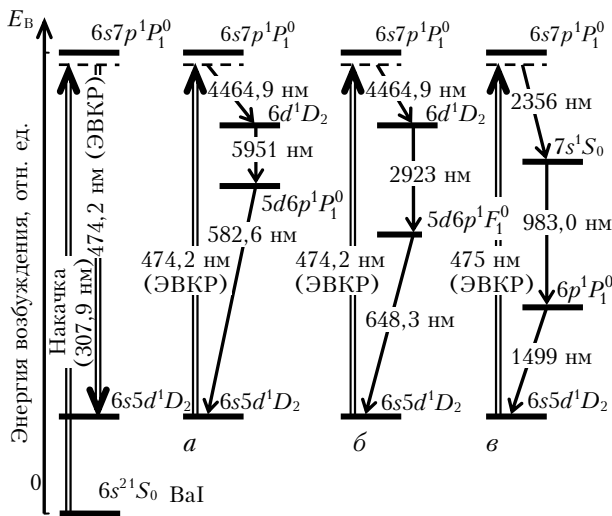 Eв
6s7p¹P₁⁰
6s7p¹P₁⁰
6s7p¹P₁⁰
6s7p¹P₁⁰
4464,9 нм
4464,9 нм
2356 нм
6d¹D₂
6d¹D₂
7s¹S₀
5951 нм
2923 нм
5d6p¹P₁⁰
5d6p¹F₁⁰
983,0 нм
582,6 нм
474,2 нм
(ЭВКР)
474,2 нм
(ЭВКР)
475 нм
(ЭВКР)
6p¹P₁⁰
648,3 нм
1499 нм
Энергия возбуждения, отн. ед.
Накачка
(307,9 нм)
474,2 нм (ЭВКР)
6s5d¹D₂
6s5d¹D₂
6s5d¹D₂
6s5d¹D₂
а
б
в
0
6s²¹S₀ BaI